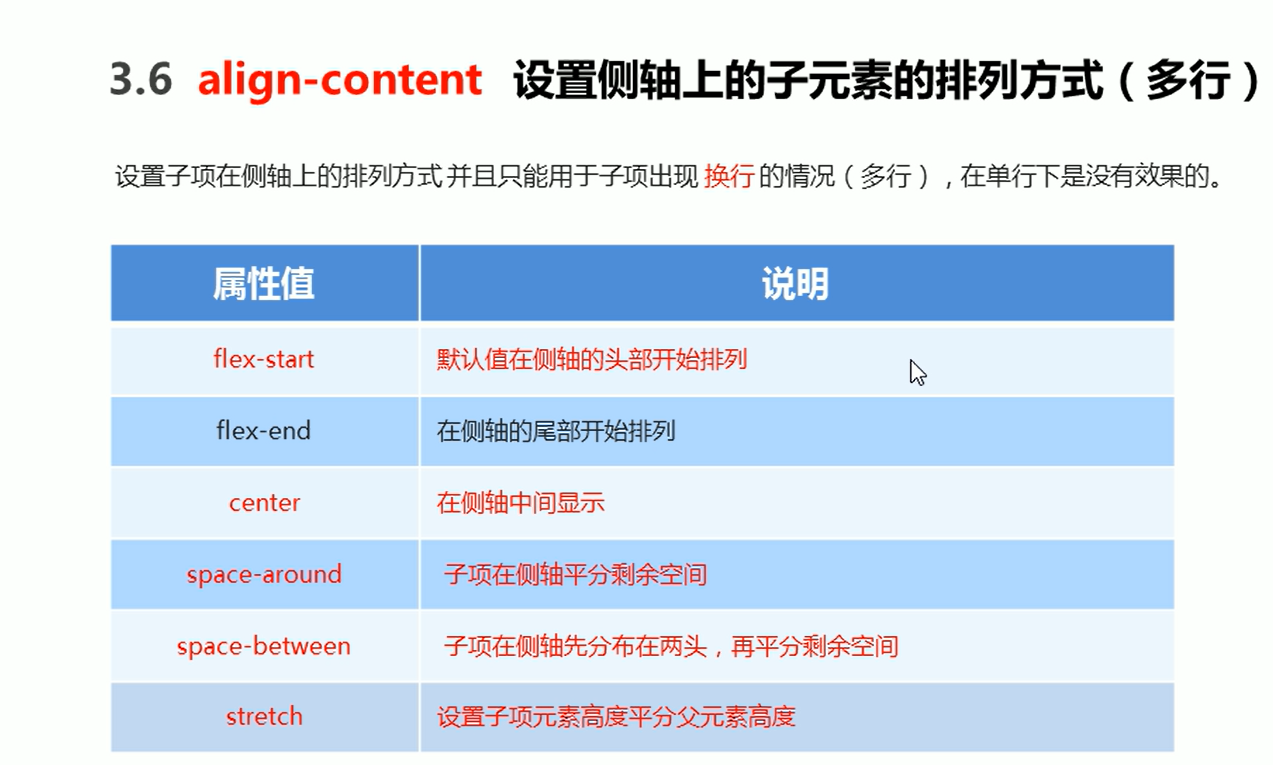 3.6 align-content 设置侧轴上的子元素的排列方式（多行）
设置子项在侧轴上的排列方式 并且只能用于子项出现 换行 的情况（多行），在单行下是没有效果的。
属性值 说明
flex-start 默认值在侧轴的头部开始排列
flex-end 在侧轴的尾部开始排列
center 在侧轴中间显示
space-around 子项在侧轴平分剩余空间
space-between 子项在侧轴先分布在两头，再平分剩余空间
stretch 设置子项元素高度平分父元素高度